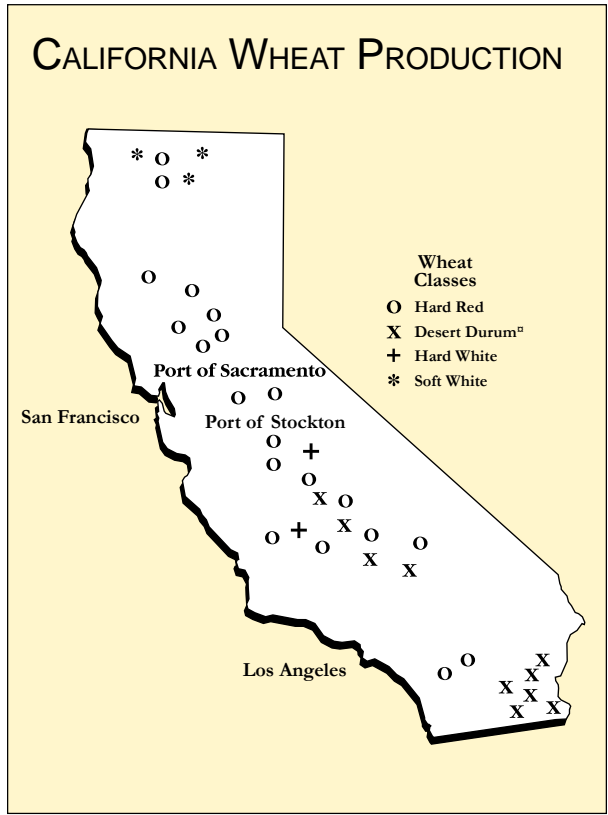 CALIFORNIA WHEAT PRODUCTION
Wheat
Classes
O Hard Red
X Desert Durum¤
+ Hard White
* Soft White
Port of Sacramento
San Francisco
Port of Stockton
Los Angeles